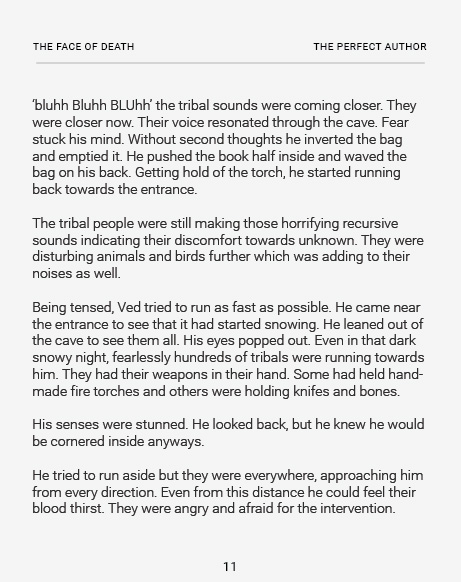 THE FACE OF DEATH THE PERFECT AUTHOR
'bluhh Bluhh BLUhh' the tribal sounds were coming closer. They
were closer now. Their voice resonated through the cave. Fear
stuck his mind. Without second thoughts he inverted the bag
and emptied it. He pushed the book half inside and waved the
bag on his back. Getting hold of the torch, he started running
back towards the entrance.
The tribal people were still making those horrifying recursive
sounds indicating their discomfort towards unknown. They were
disturbing animals and birds further which was adding to their
noises as well.
Being tensed, Ved tried to run as fast as possible. He came near
the entrance to see that it had started snowing. He leaned out of
the cave to see them all. His eyes popped out. Even in that dark
snowy night, fearlessly hundreds of tribals were running towards
him. They had their weapons in their hand. Some had held hand-
made fire torches and others were holding knifes and bones.
His senses were stunned. He looked back, but he knew he would
be cornered inside anyways.
He tried to run aside but they were everywhere, approaching him
from every direction. Even from this distance he could feel their
blood thirst. They were angry and afraid for the intervention.
11